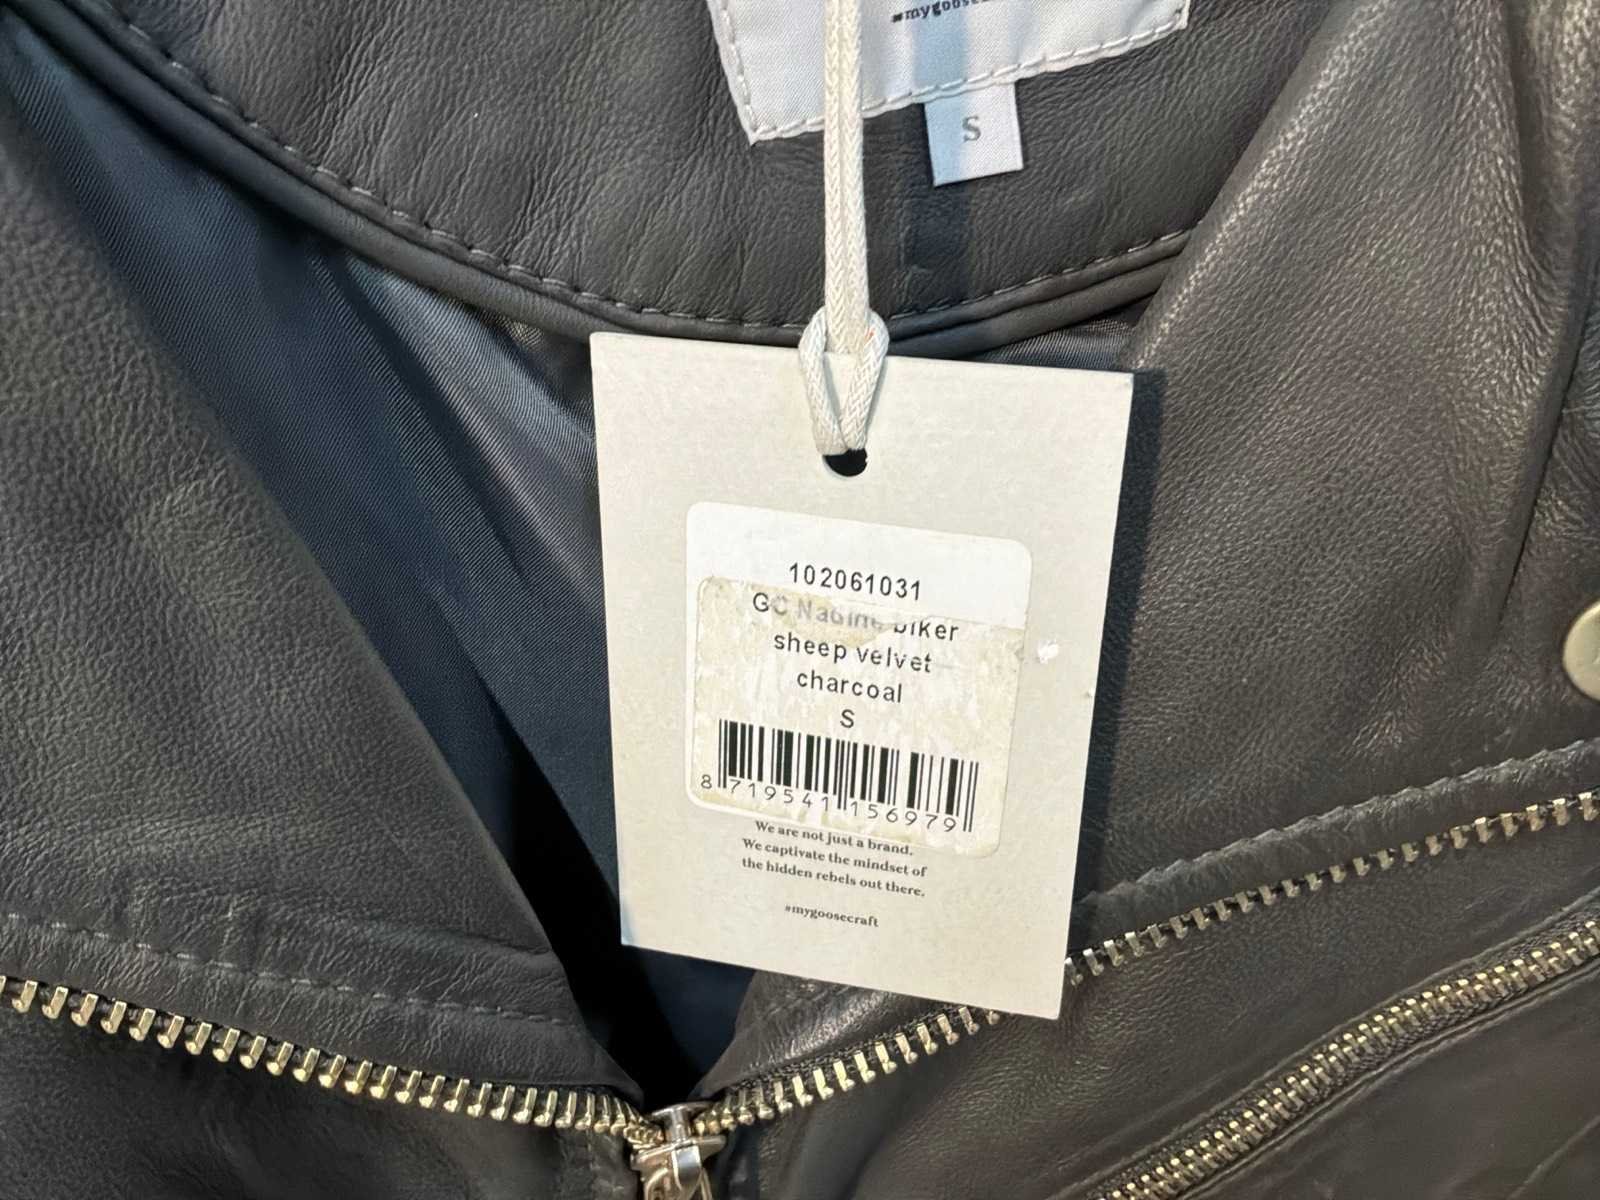 #mygoosecraft
S
102061031
GC Nadine biker
sheep velvet
charcoal
S
8 719541 156979
We are not just a brand.
We captivate the mindset of
the hidden rebels out there.
#mygoosecraft